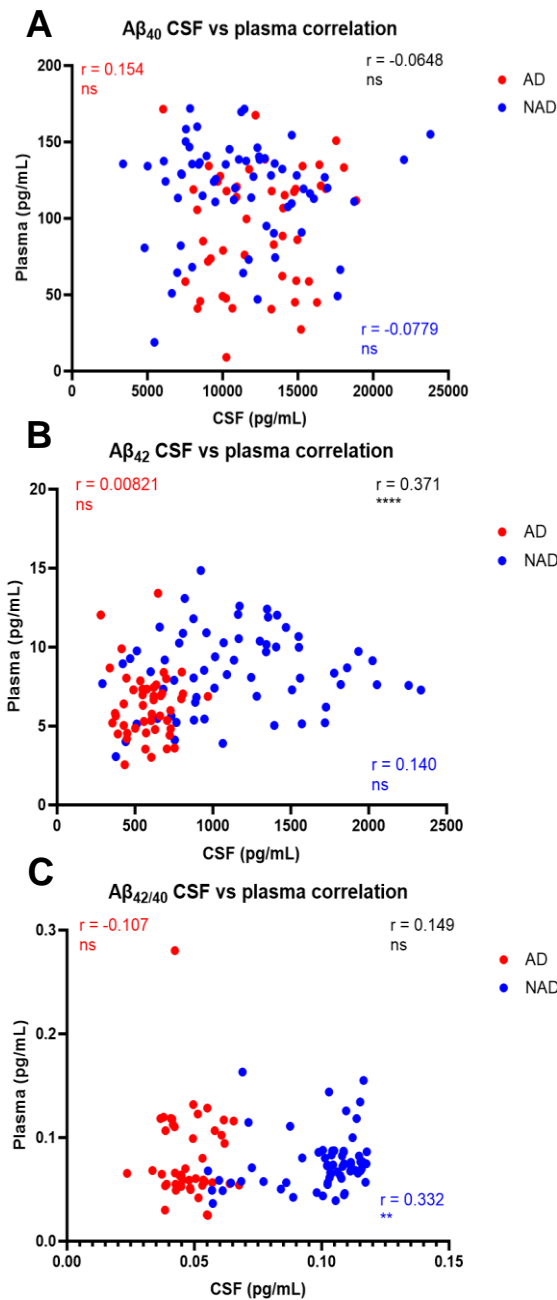 A
Aβ₄₀ CSF vs plasma correlation
r = 0.154
ns
r = -0.0648
ns
AD
NAD
200
150
100
50
0
Plasma (pg/mL)
r = -0.0779
ns
0 5000 10000 15000 20000 25000
CSF (pg/mL)
B
Aβ₄₂ CSF vs plasma correlation
r = 0.00821
ns
r = 0.371
****
AD
NAD
20
15
10
5
0
Plasma (pg/mL)
r = 0.140
ns
0 500 1000 1500 2000 2500
CSF (pg/mL)
C
Aβ₄₂/₄₀ CSF vs plasma correlation
r = -0.107
ns
r = 0.149
ns
AD
NAD
0.3
0.2
0.1
0.0
Plasma (pg/mL)
r = 0.332
**
0.00 0.05 0.10 0.15
CSF (pg/mL)